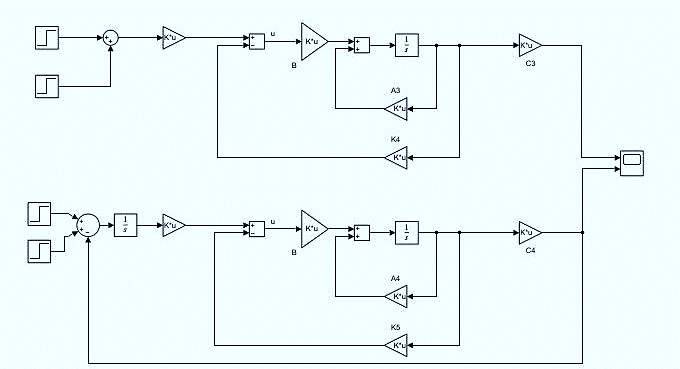 K*u
+
−
u
K*u
B
+
+
1
s
K*u
C3
+
+
A3
K*u
K4
K*u
+
+
−
1
s
K*u
+
−
u
K*u
B
+
+
1
s
K*u
C4
A4
K*u
K5
K*u